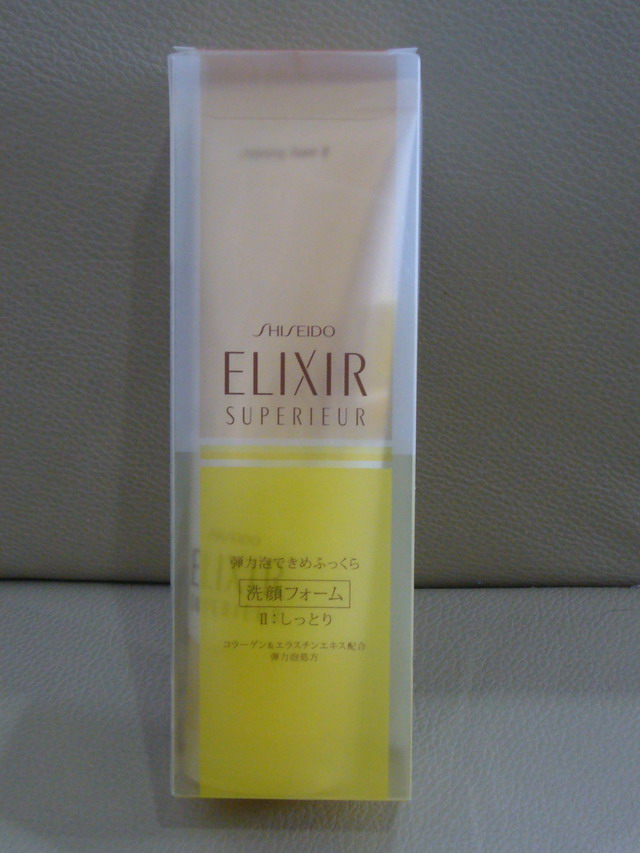 SHISEIDO
ELIXIR
SUPERIEUR
弾力泡できめふっくら
洗顔フォーム
II：しっとり
コラーゲン&エラスチンエキス配合
弾力泡処方